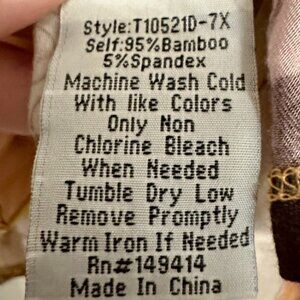 Style:T10521D-7X
Self:95%Bamboo
5%Spandex
Machine Wash Cold
With like Colors
Only Non
Chlorine Bleach
When Needed
Tumble Dry Low
Remove Promptly
Warm Iron If Needed
Rn#149414
Made In China